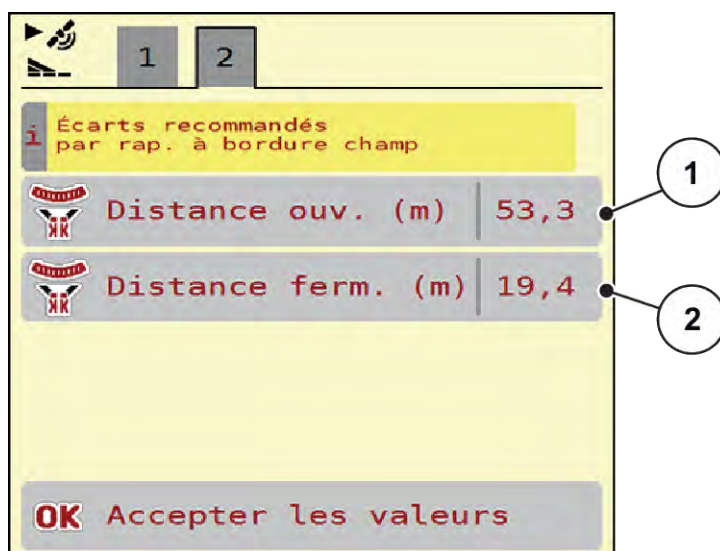 1 2
i Écarts recommandés
par rap. à bordure champ
Distance ouv. (m) 53,3
1
Distance ferm. (m) 19,4
2
OK Accepter les valeurs